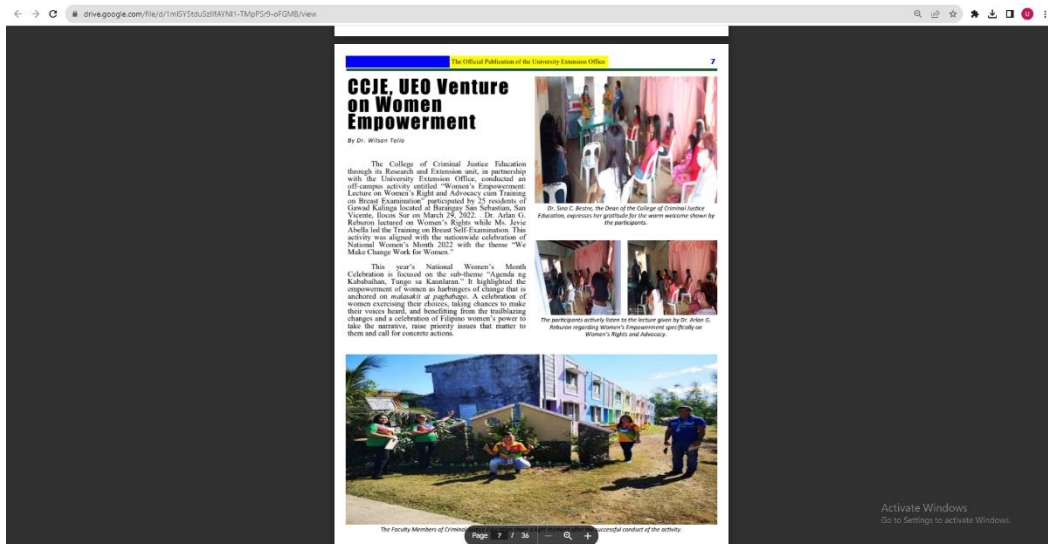 drive.google.com/file/d/1mISYStduSzIIfAYNI1-TMpPSr9-oFGMB/view
The Official Publication of the University Extension Office
7
CCJE, UEO Venture
on Women
Empowerment
By Dr. Wilson Tolio
The College of Criminal Justice Education
through its Research and Extension unit, in partnership
with the University Extension Office, conducted an
off-campus activity entitled “Women’s Empowerment:
Lecture on Women’s Right and Advocacy cum Training
on Breast Examination” participated by 25 residents of
Gawad Kalinga located at Barangay San Sebastian, San
Vicente, Ilocos Sur on March 29, 2022. . Dr. Arlan G.
Reburon lectured on Women’s Rights while Ms. Jevie
Abella led the Training on Breast Self-Examination. This
activity was aligned with the nationwide celebration of
National Women’s Month 2022 with the theme “We
Make Change Work for Women.”
This year’s National Women’s Month
Celebration is focused on the sub-theme “Agenda ng
Kababaihan, Tungo sa Kaunlaran.” It highlighted the
empowerment of women as harbingers of change that is
anchored on malasakit at pagbabago. A celebration of
women exercising their choices, taking chances to make
their voices heard, and benefitting from the trailblazing
changes and a celebration of Filipino women’s power to
take the narrative, raise priority issues that matter to
them and call for concrete actions.
Dr. Sina C. Bestre, the Dean of the College of Criminal Justice
Education, expresses her gratitude for the warm welcome shown by
the participants.
The participants actively listen to the lecture given by Dr. Arlan G.
Reburon regarding Women’s Empowerment specifically on
Women’s Rights and Advocacy.
The Faculty Members of Criminal successful conduct of the activity.
Page 7 / 36
Activate Windows
Go to Settings to activate Windows.